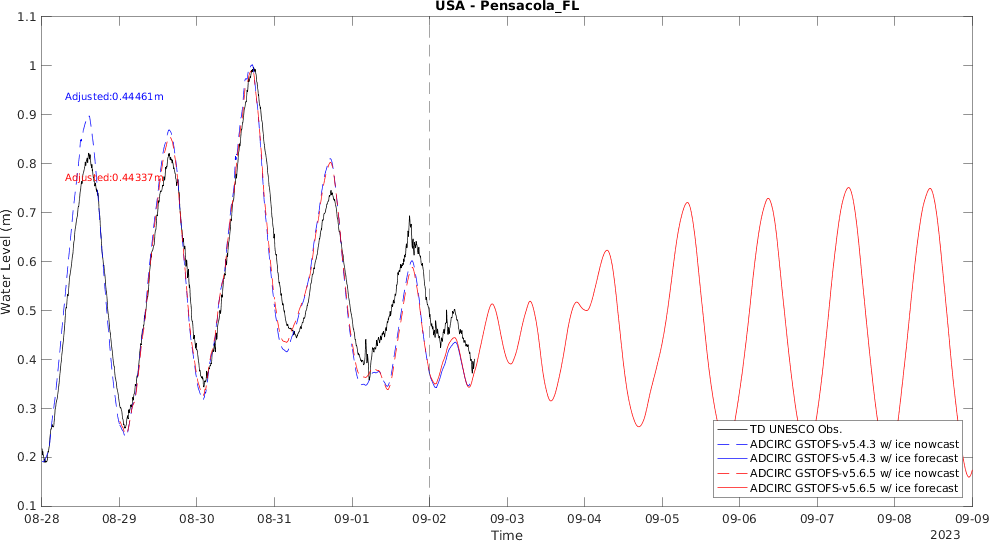 USA - Pensacola_FL
1.1
1
0.9
0.8
0.7
0.6
0.5
0.4
0.3
0.2
0.1
Water Level (m)
Adjusted:0.44461m
Adjusted:0.44337m
TD UNESCO Obs.
ADCIRC GSTOFS-v5.4.3 w/ ice nowcast
ADCIRC GSTOFS-v5.4.3 w/ ice forecast
ADCIRC GSTOFS-v5.6.5 w/ ice nowcast
ADCIRC GSTOFS-v5.6.5 w/ ice forecast
08-28 08-29 08-30 08-31 09-01 09-02 09-03 09-04 09-05 09-06 09-07 09-08 09-09
Time
2023